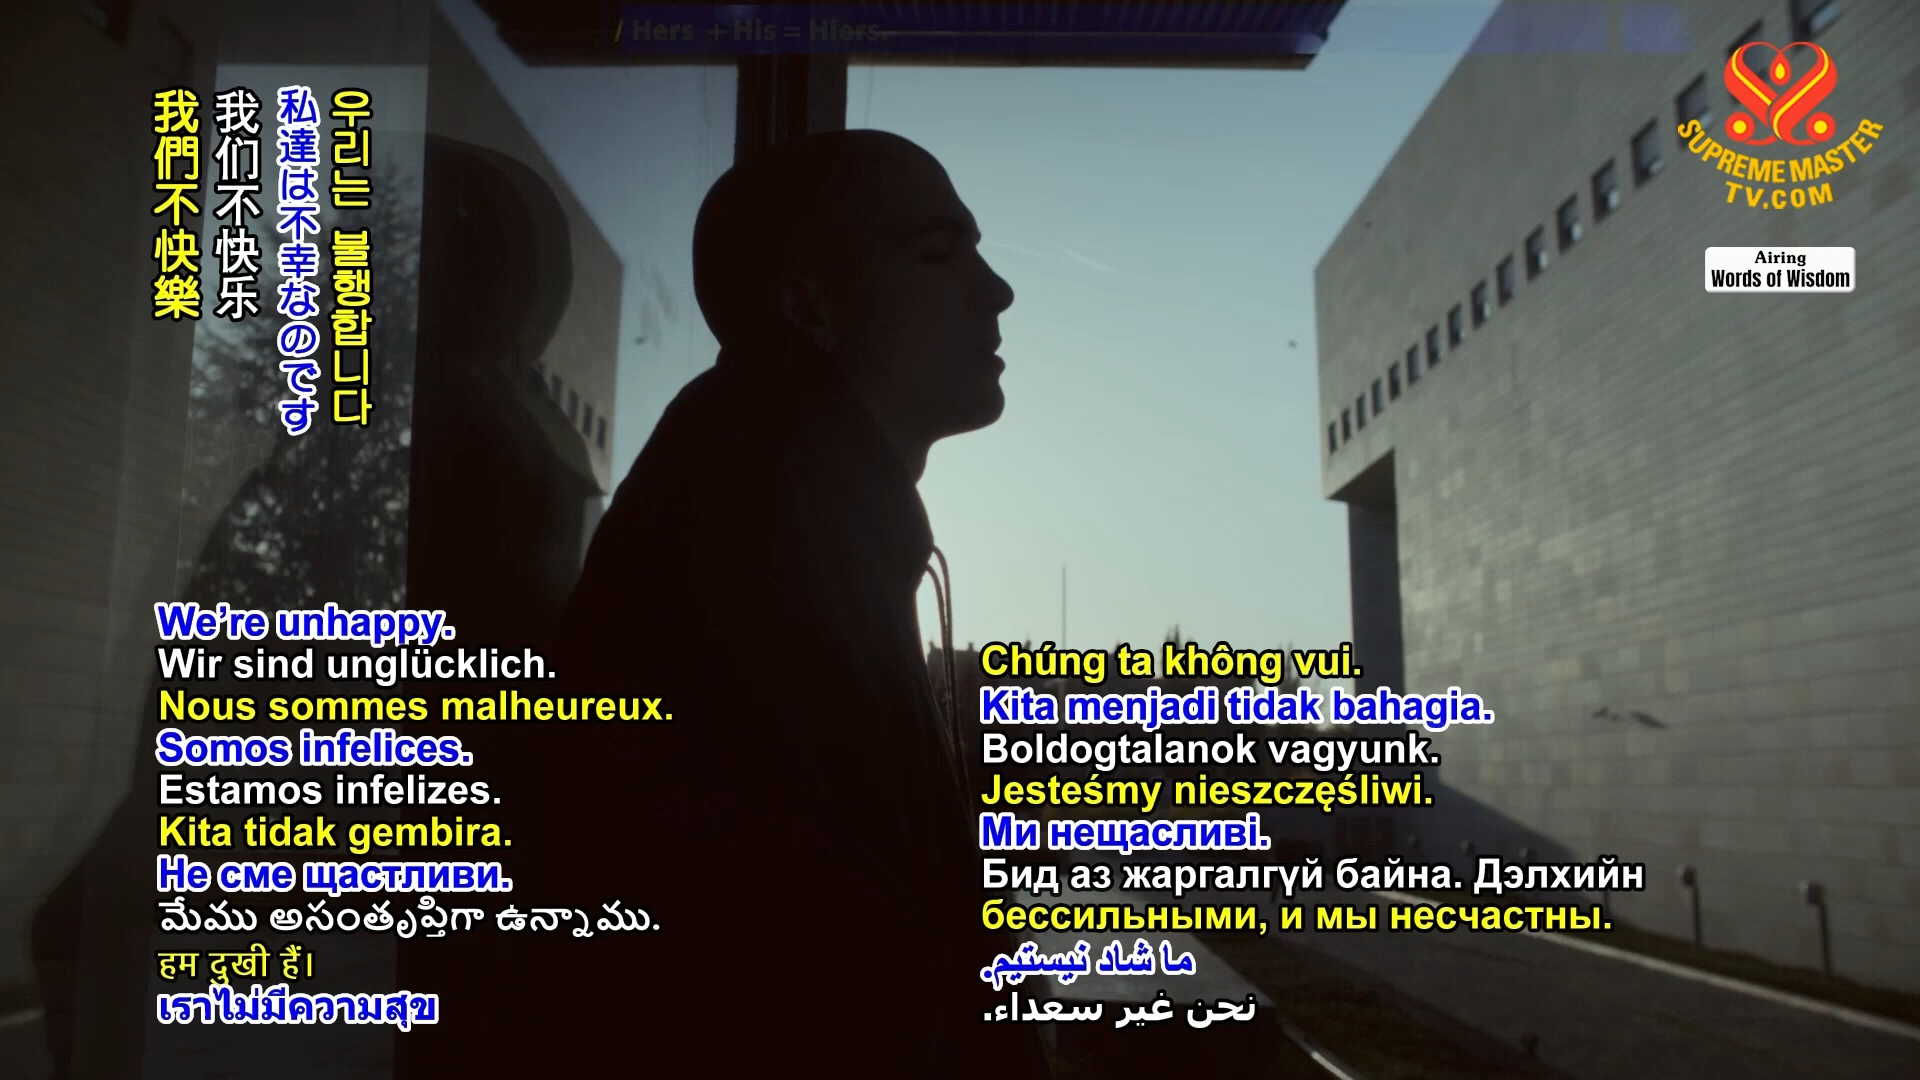 / Hers + His = Hiers.
SUPREME MASTER
TV.COM
Airing
Words of Wisdom
우리는 불행합니다
私達は不幸なのです
我们不快乐
我們不快樂
We're unhappy.
Wir sind unglücklich.
Nous sommes malheureux.
Somos infelices.
Estamos infelizes.
Kita tidak gembira.
Не сме щастливи.
మేము అసంతృప్తిగా ఉన్నాము.
हम दुखी हैं।
เราไม่มีความสุข
Chúng ta không vui.
Kita menjadi tidak bahagia.
Boldogtalanok vagyunk.
Jesteśmy nieszczęśliwi.
Ми нещасливі.
Бид аз жаргалгүй байна. Дэлхийн
бессильными, и мы несчастны.
ما شاد نیستیم.
نحن غير سعداء.